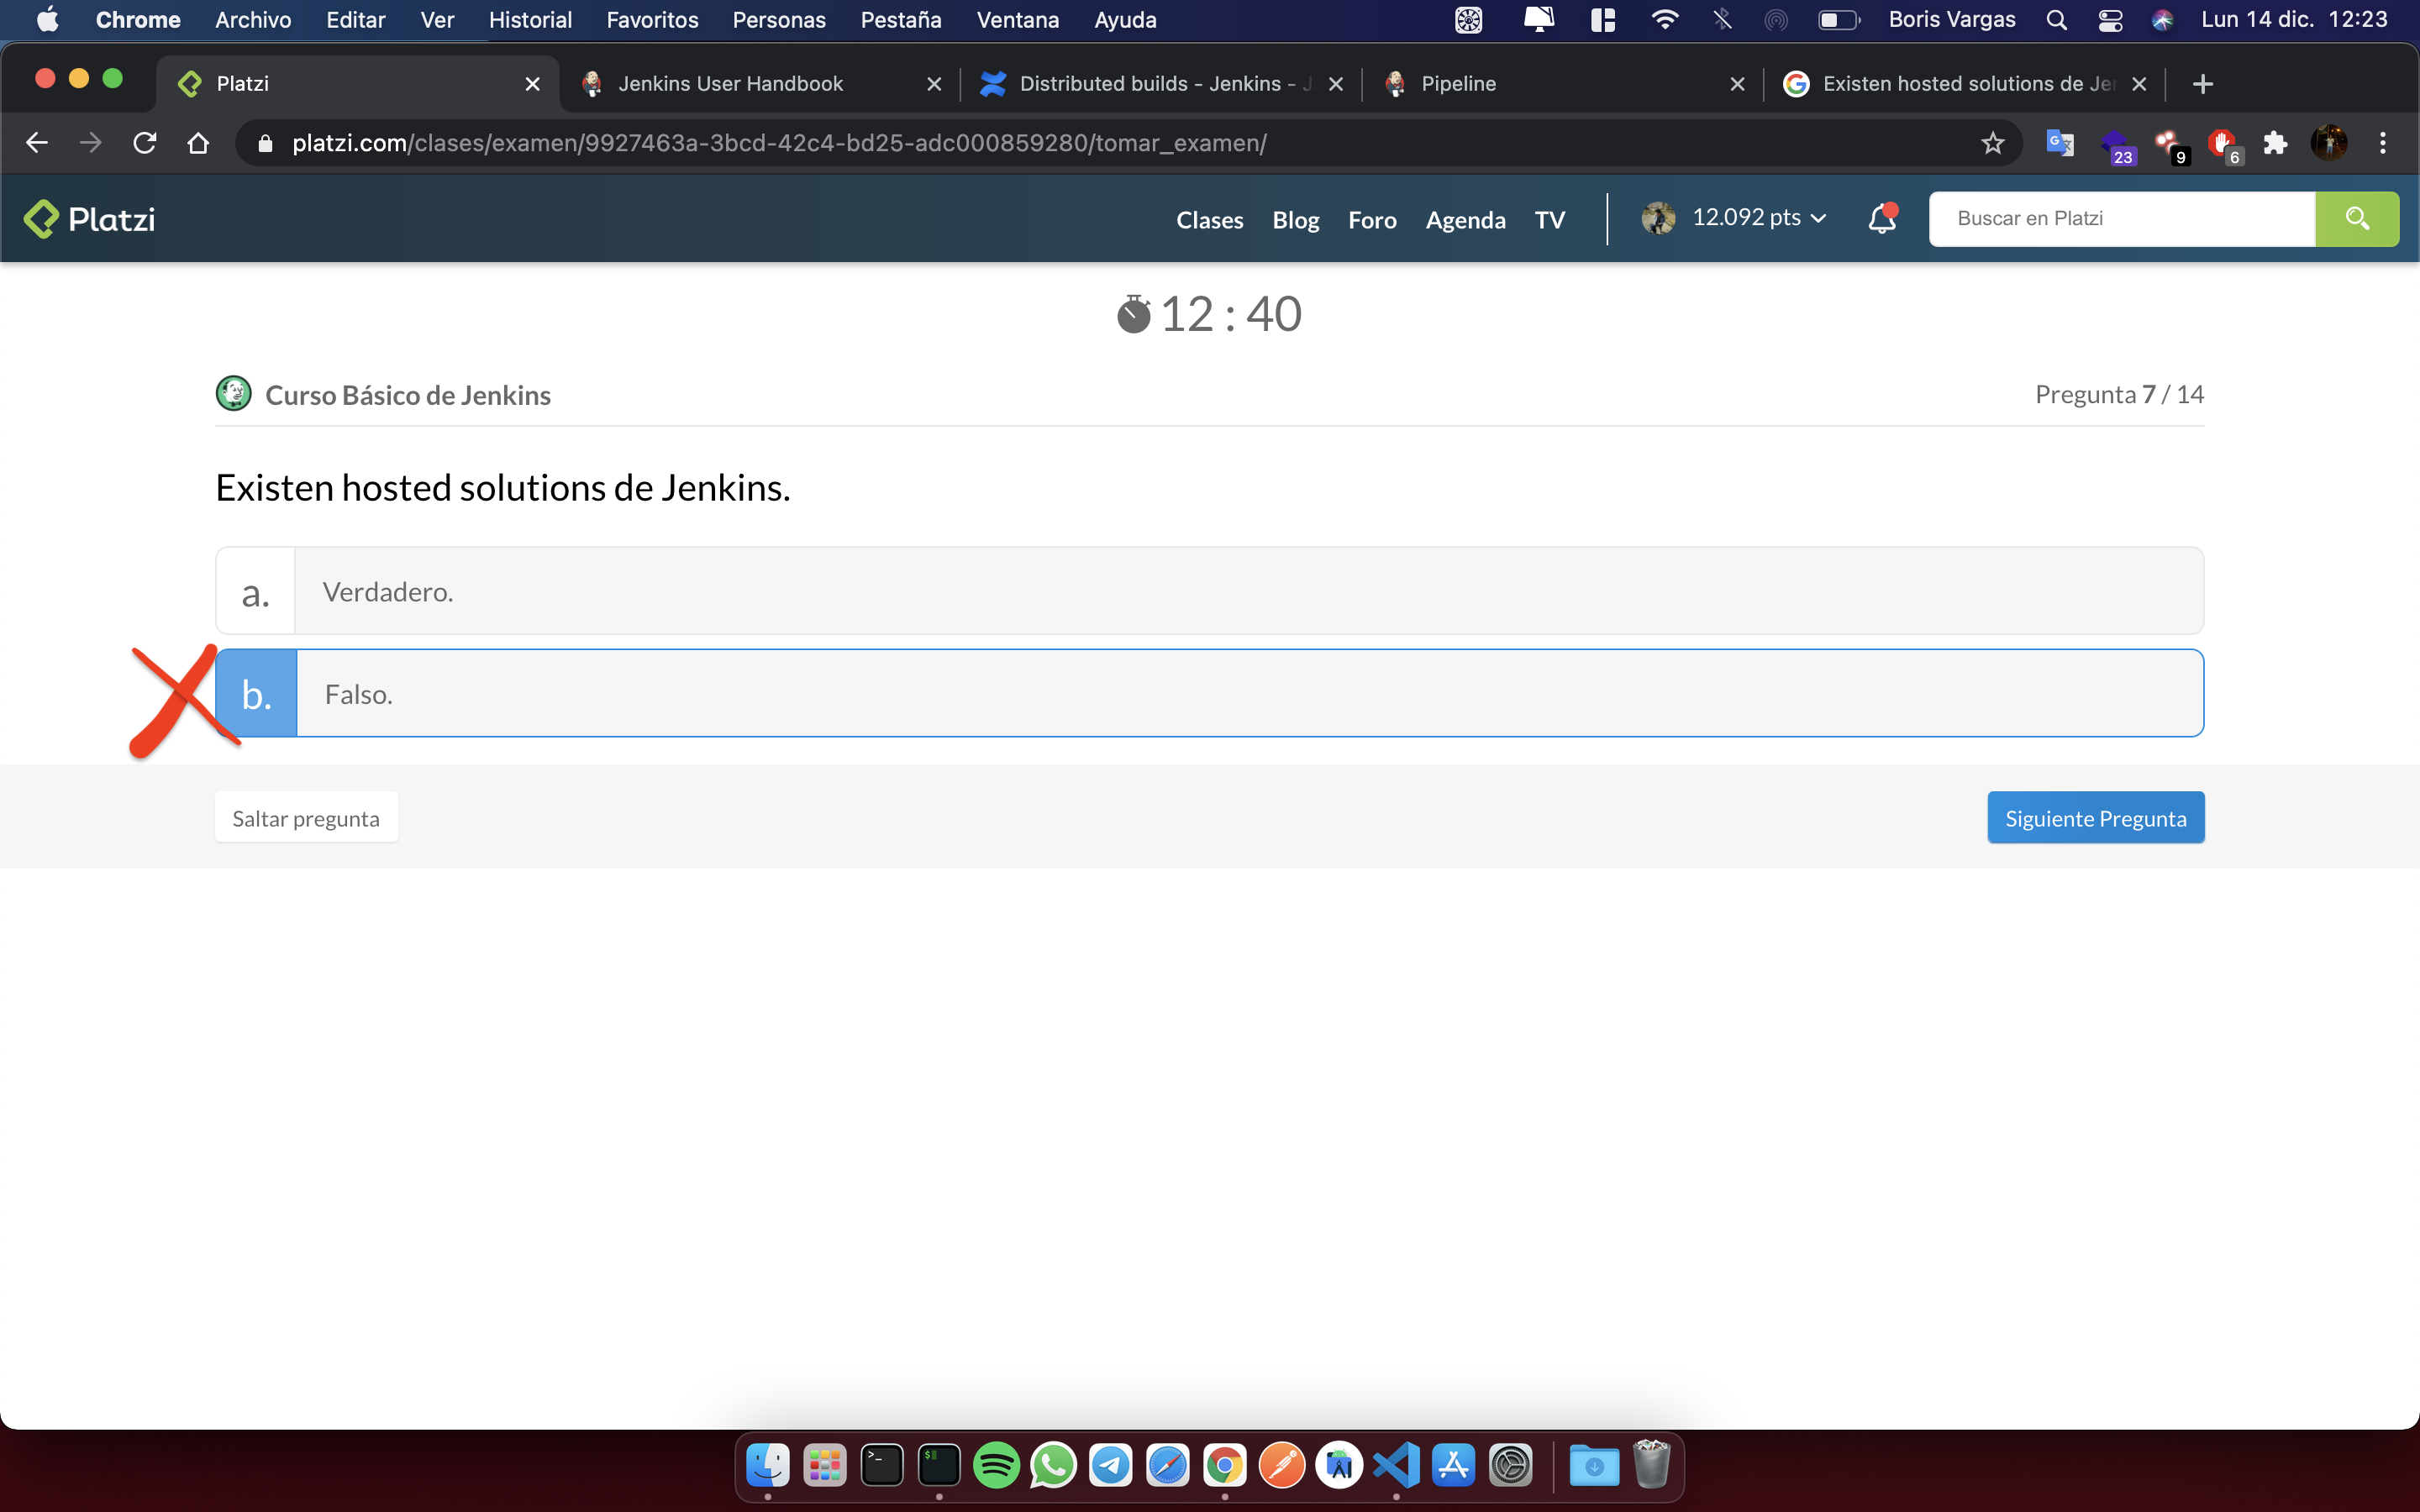 Chrome Archivo Editar Ver Historial Favoritos Personas Pestaña Ventana Ayuda Boris Vargas Lun 14 dic. 12:23
Platzi Jenkins User Handbook Distributed builds - Jenkins - J Pipeline Existen hosted solutions de Jen
platzi.com/clases/examen/9927463a-3bcd-42c4-bd25-adc000859280/tomar_examen/ 23 9 6
Platzi Clases Blog Foro Agenda TV 12.092 pts Buscar en Platzi
12 : 40
Curso Básico de Jenkins Pregunta 7 / 14
Existen hosted solutions de Jenkins.
a. Verdadero.
b. Falso.
Saltar pregunta Siguiente Pregunta